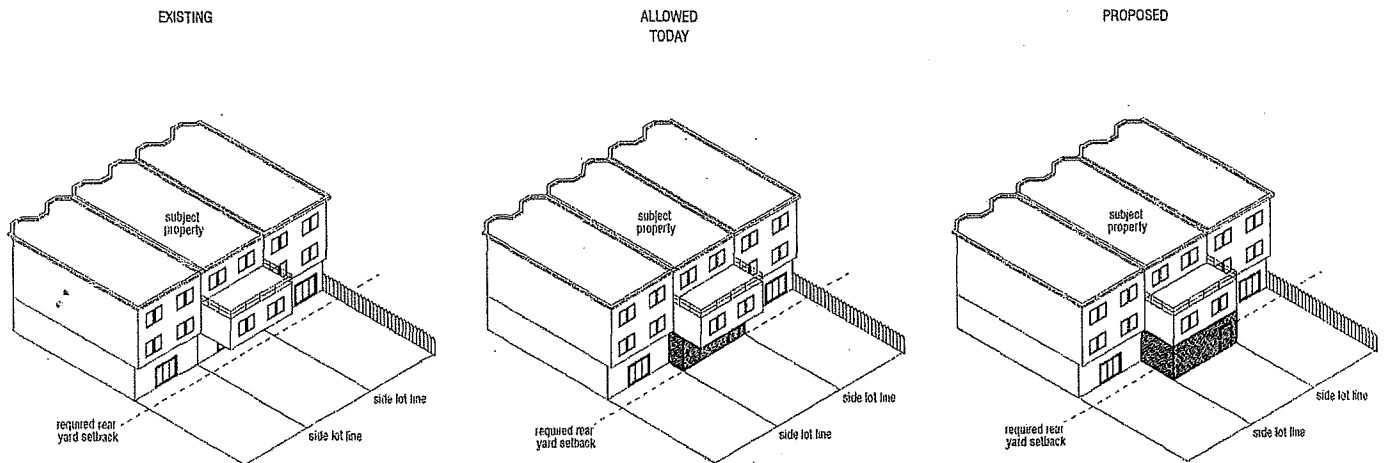 EXISTING
ALLOWED
TODAY
PROPOSED
subject
property
side lot line
side lot line
required rear
yard setback
subject
property
side lot line
side lot line
required rear
yard setback
subject
property
side lot line
side lot line
required rear
yard setback